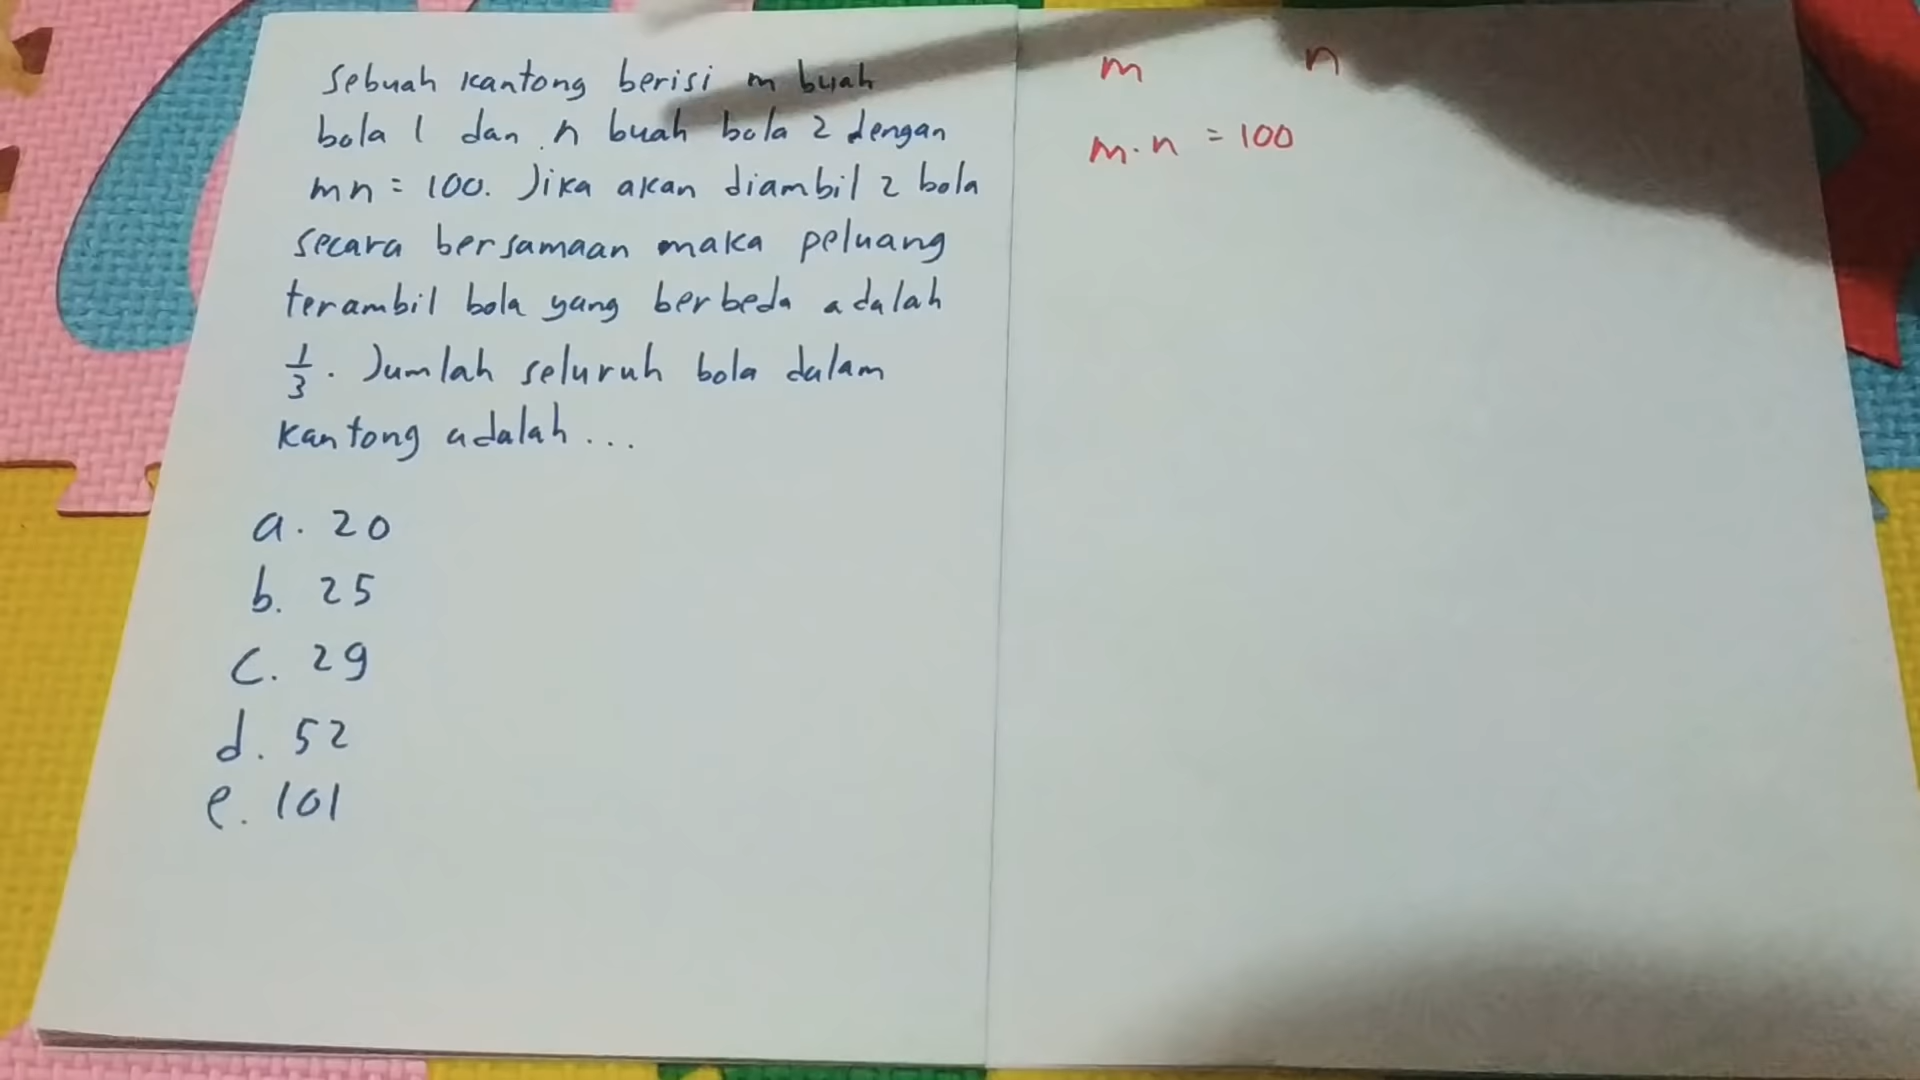 Sebuah kantong berisi m buah
bola 1 dan n buah bola 2 dengan
mn = 100. Jika akan diambil 2 bola
secara bersamaan maka peluang
terambil bola yang berbeda adalah
1/3. Jumlah seluruh bola dalam
kantong adalah ...
a. 20
b. 25
c. 29
d. 52
e. 101
m n
m.n = 100